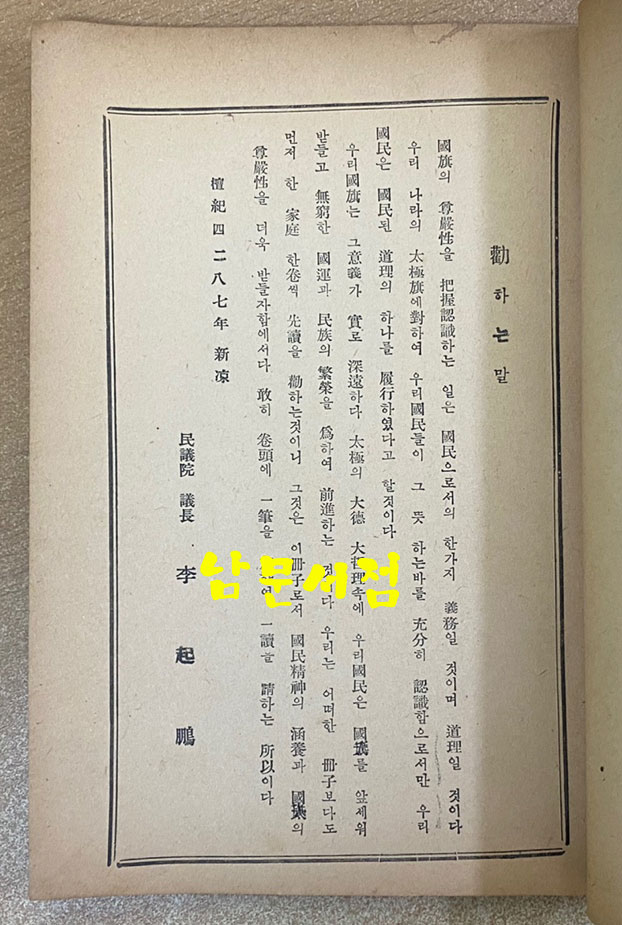 勸하는 말
國旗의 尊嚴性을 把握認識하는 일은 國民으로서의 한가지 義務일 것이며 道理일 것이다
우리 나라의 太極旗에對하여 우리國民들이 그 뜻 하는바를 充分히 認識함으로서만 우리
國民은 國民된 道理의 하나를 履行하였다고 할것이다
우리國旗는 그意義가 實로 深遠하다 太極의 大德 大哲理속에 우리國民은 國旗를 앞세워
받들고 無窮한 國運과 民族의 繁榮을 爲하여 前進하는 것이다 우리는 어떠한 冊子보다도
먼저 한 家庭 한卷씩 先讀을 勸하는것이니 그것은 이冊子로서 國民精神의 涵養과 國旗의
尊嚴性을 더욱 받들자함에서다 敢히 卷頭에 一筆을 一讀을 請하는 所以이다
檀紀四二八七年 新凉
民議院 議長 李起鵬
남문서점